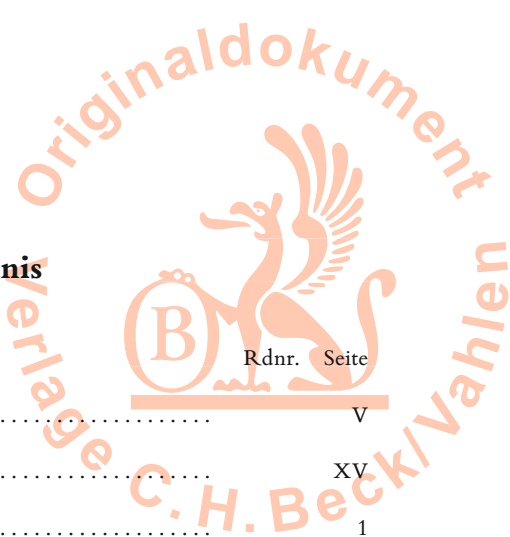 Originaldokument
nis
B
Rdnr. Seite
................... V
................... XV
................... 1
Verlage C.H.Beck/Vahlen